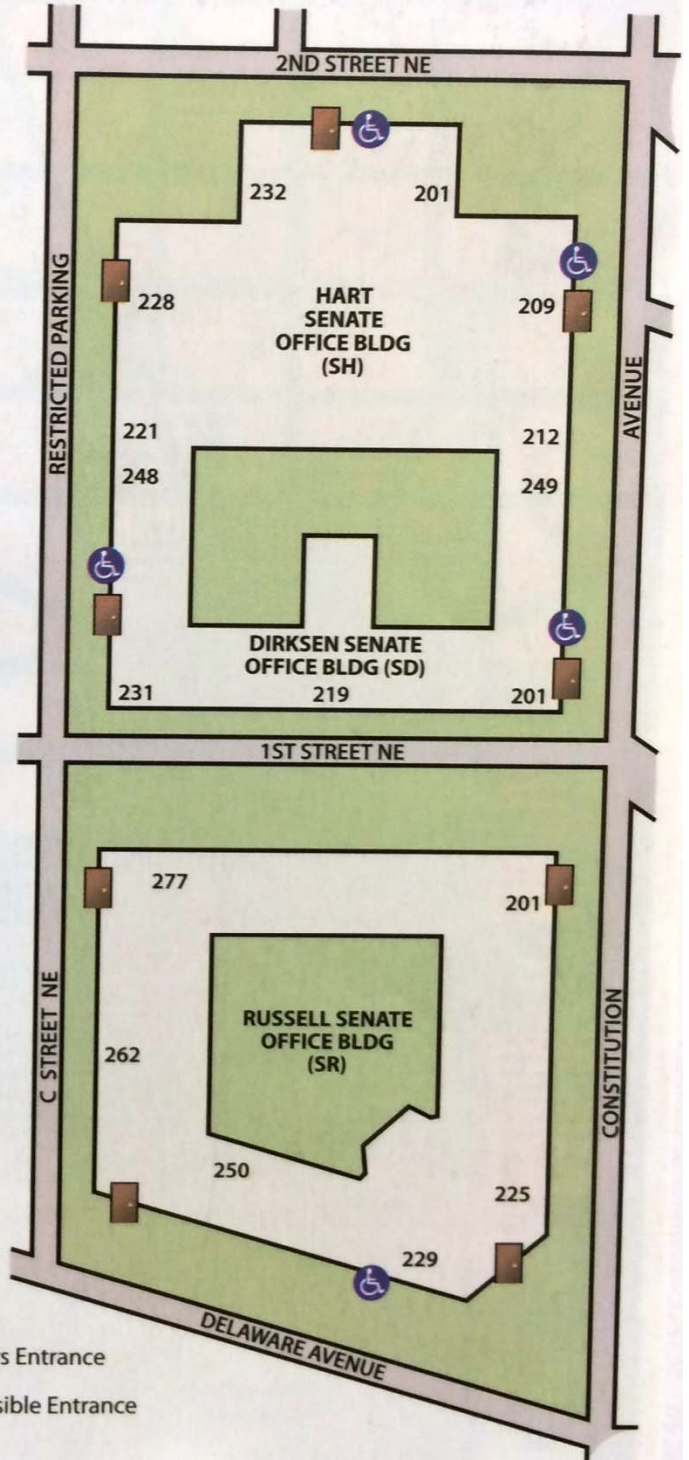 2ND STREET NE
232
201
RESTRICTED PARKING
228
HART
SENATE
OFFICE BLDG
(SH)
209
AVENUE
221
212
248
249
DIRKSEN SENATE
OFFICE BLDG (SD)
231
219
201
1ST STREET NE
277
201
C STREET NE
RUSSELL SENATE
OFFICE BLDG
(SR)
CONSTITUTION
262
250
225
229
DELAWARE AVENUE
Entrance
Entrance